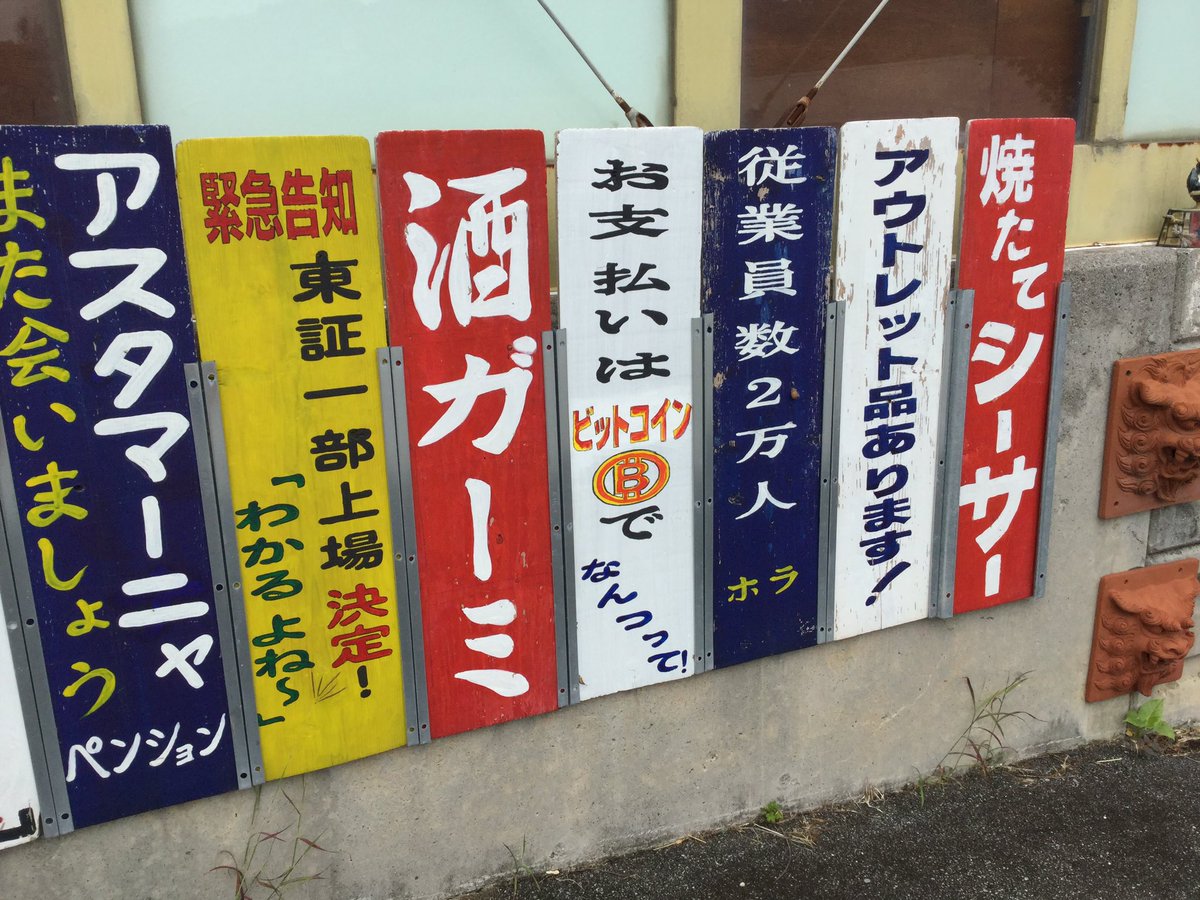 焼たてシーサー
アウトレット品あります!
従業員数2万人
ホラ
お支払いは
ビットコイン
B
で
なんつって!
酒ガーミ
緊急告知
東証一部上場決定!
「わかるよね~」
アスタマーニャ
また会いましょう
ペンション